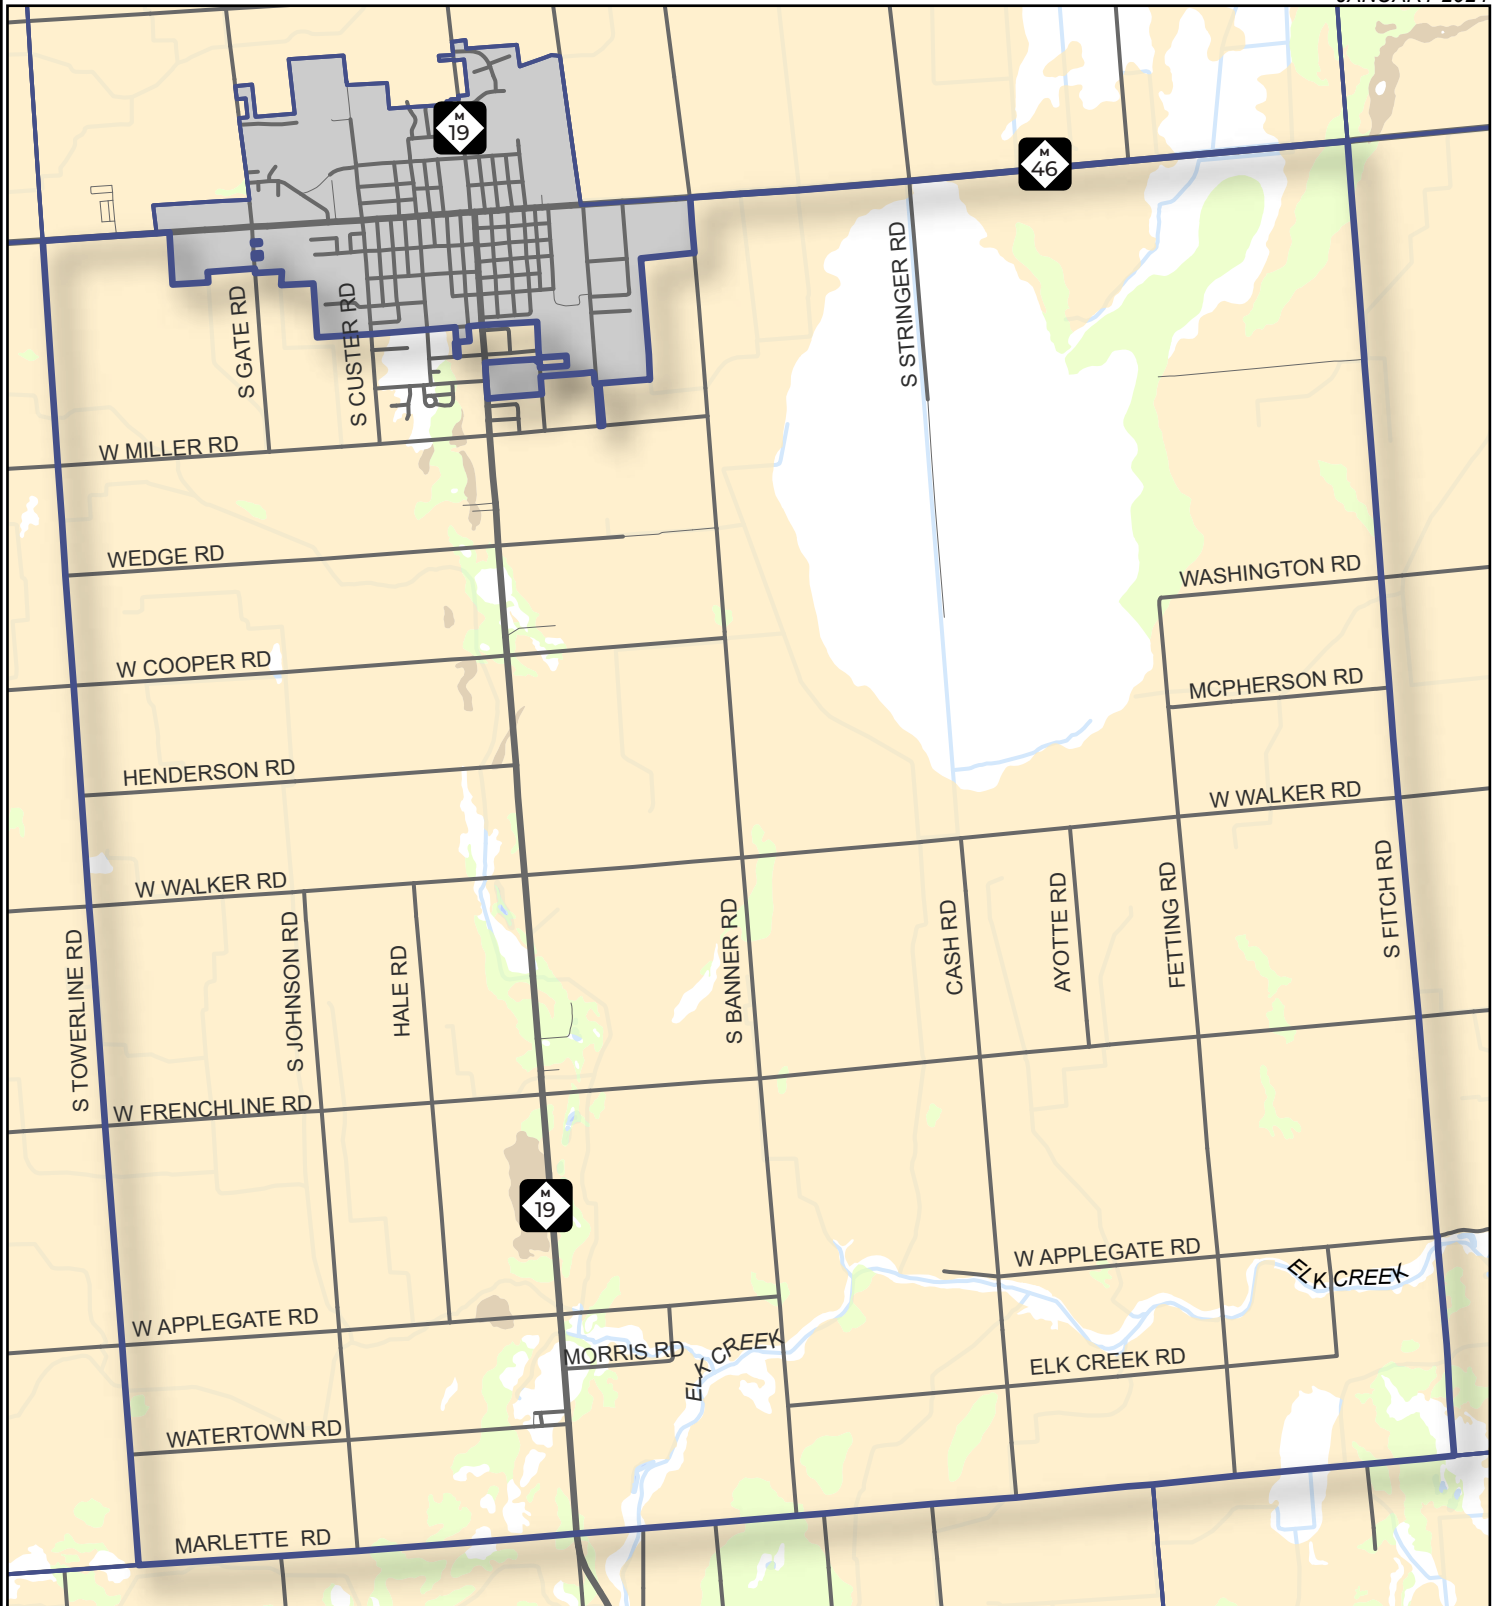 M
19
M
46
S STRINGER RD
S GATE RD
S CUSTER RD
W MILLER RD
WEDGE RD
WASHINGTON RD
W COOPER RD
MCPHERSON RD
HENDERSON RD
W WALKER RD
W WALKER RD
S TOWERLINE RD
S JOHNSON RD
HALE RD
S BANNER RD
CASH RD
AYOTTE RD
FETTING RD
S FITCH RD
W FRENCHLINE RD
M
19
W APPLEGATE RD
ELK CREEK
W APPLEGATE RD
MORRIS RD
ELK CREEK
ELK CREEK RD
WATERTOWN RD
MARLETTE RD